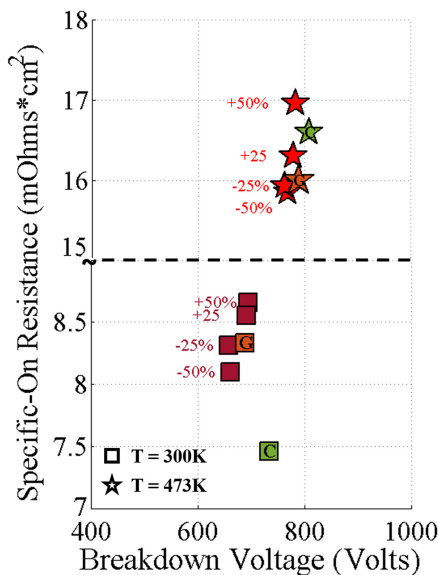 Specific-On Resistance (mOhms*cm²)
18
17
16
15
8.5
8
7.5
7
+50%
C
+25
-25%
G
-50%
+50%
+25
-25%
G
-50%
C
T = 300K
T = 473K
400
600
800
1000
Breakdown Voltage (Volts)